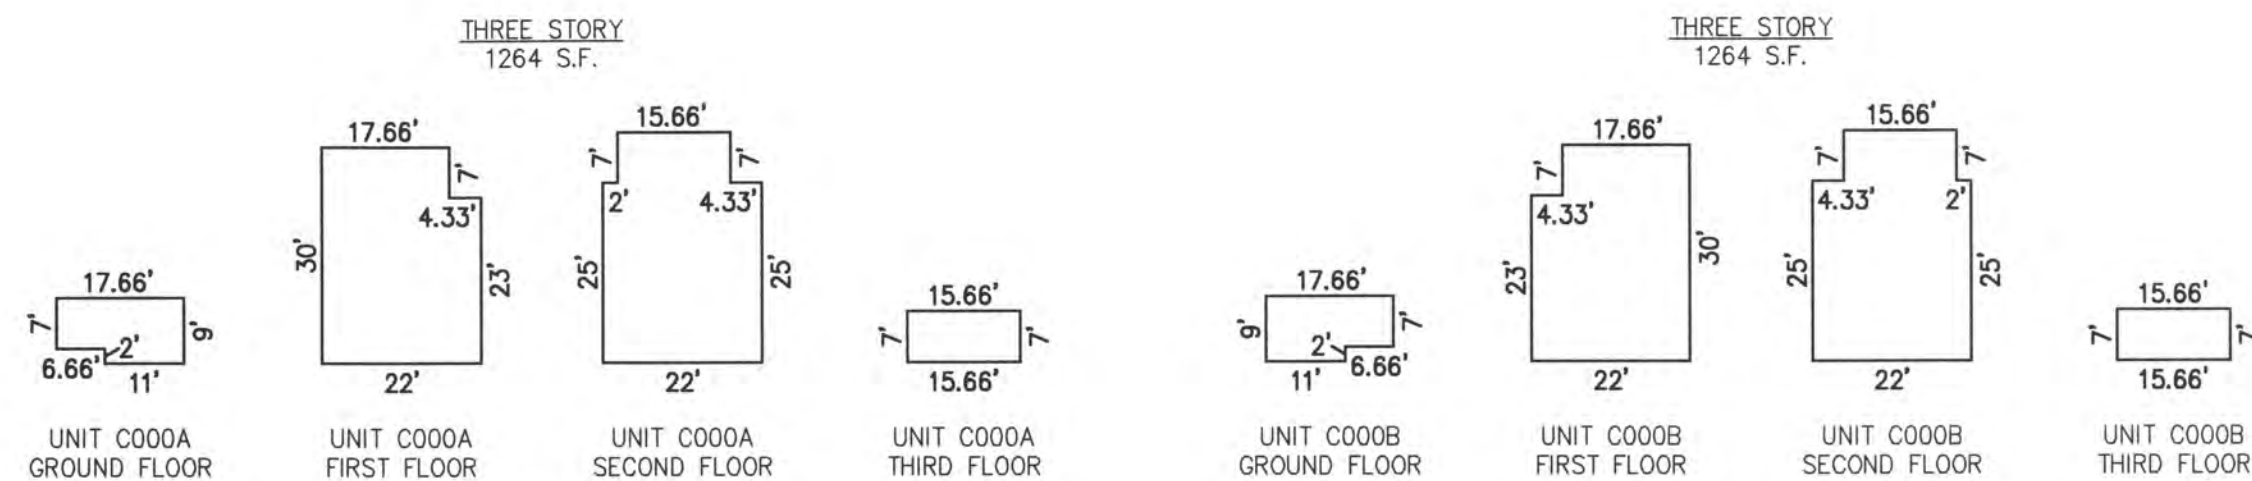 THREE STORY
1264 S.F.
17.66'
7'
9'
2'
6.66'
11'
UNIT C000A
GROUND FLOOR
17.66'
7'
4.33'
30'
23'
22'
UNIT C000A
FIRST FLOOR
15.66'
7'
7'
2'
4.33'
25'
25'
22'
UNIT C000A
SECOND FLOOR
15.66'
7'
7'
15.66'
UNIT C000A
THIRD FLOOR
THREE STORY
1264 S.F.
17.66'
9'
7'
2'
6.66'
11'
UNIT C000B
GROUND FLOOR
17.66'
7'
4.33'
23'
30'
22'
UNIT C000B
FIRST FLOOR
15.66'
7'
7'
4.33'
2'
25'
25'
22'
UNIT C000B
SECOND FLOOR
15.66'
7'
7'
15.66'
UNIT C000B
THIRD FLOOR